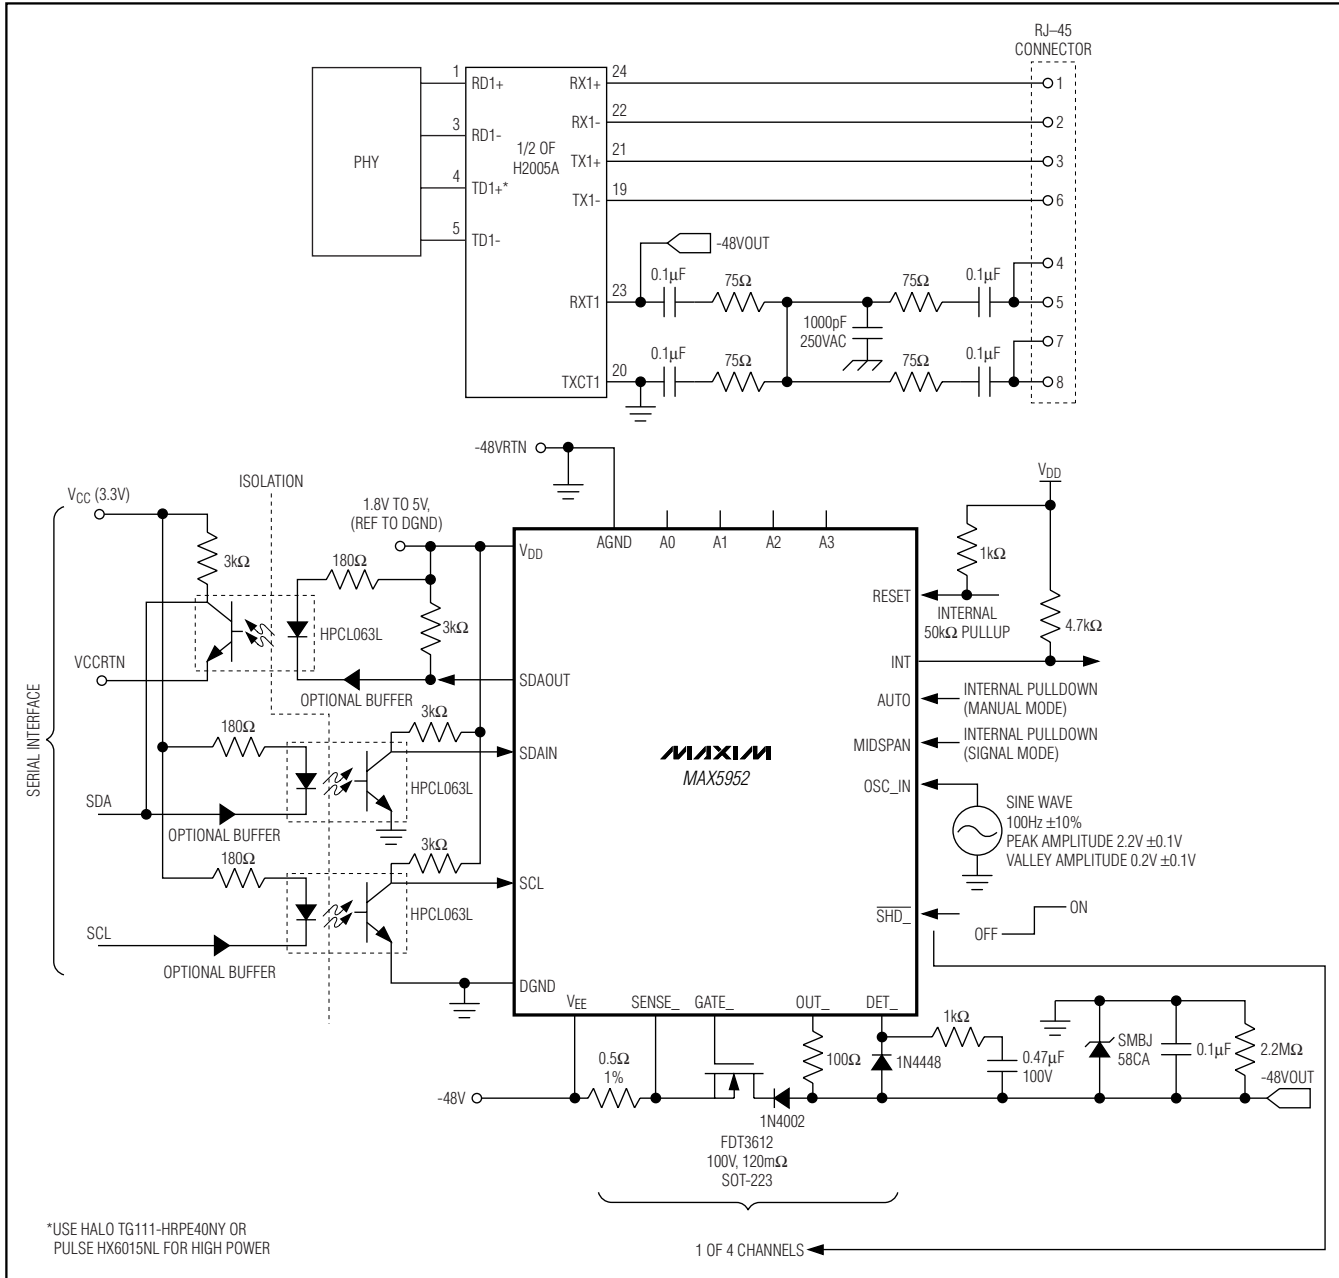 RJ–45
CONNECTOR
PHY
1
3
4
5
RD1+
RD1-
TD1+*
TD1-
1/2 OF
H2005A
RX1+
RX1-
TX1+
TX1-
RXT1
TXCT1
24
22
21
19
23
20
1
2
3
6
4
5
7
8
-48VOUT
0.1µF
75Ω
75Ω
0.1µF
1000pF
250VAC
0.1µF
75Ω
75Ω
0.1µF
-48VRTN
ISOLATION
VCC (3.3V)
3kΩ
VCCRTN
SERIAL INTERFACE
1.8V TO 5V,
(REF TO DGND)
180Ω
HPCL063L
3kΩ
OPTIONAL BUFFER
180Ω
3kΩ
HPCL063L
SDA
OPTIONAL BUFFER
180Ω
3kΩ
HPCL063L
SCL
OPTIONAL BUFFER
VDD
AGND
A0
A1
A2
A3
SDAOUT
SDAIN
SCL
DGND
MAXIM
MAX5952
RESET
INT
AUTO
MIDSPAN
OSC_IN
SHD_
VEE
SENSE_
GATE_
OUT_
DET_
VDD
1kΩ
INTERNAL
50kΩ PULLUP
4.7kΩ
INTERNAL PULLDOWN
(MANUAL MODE)
INTERNAL PULLDOWN
(SIGNAL MODE)
SINE WAVE
100Hz ±10%
PEAK AMPLITUDE 2.2V ±0.1V
VALLEY AMPLITUDE 0.2V ±0.1V
OFF
ON
-48V
0.5Ω
1%
FDT3612
100V, 120mΩ
SOT-223
1N4002
100Ω
1N4448
1kΩ
0.47µF
100V
SMBJ
58CA
0.1µF
2.2MΩ
-48VOUT
1 OF 4 CHANNELS
*USE HALO TG111-HRPE40NY OR
PULSE HX6015NL FOR HIGH POWER